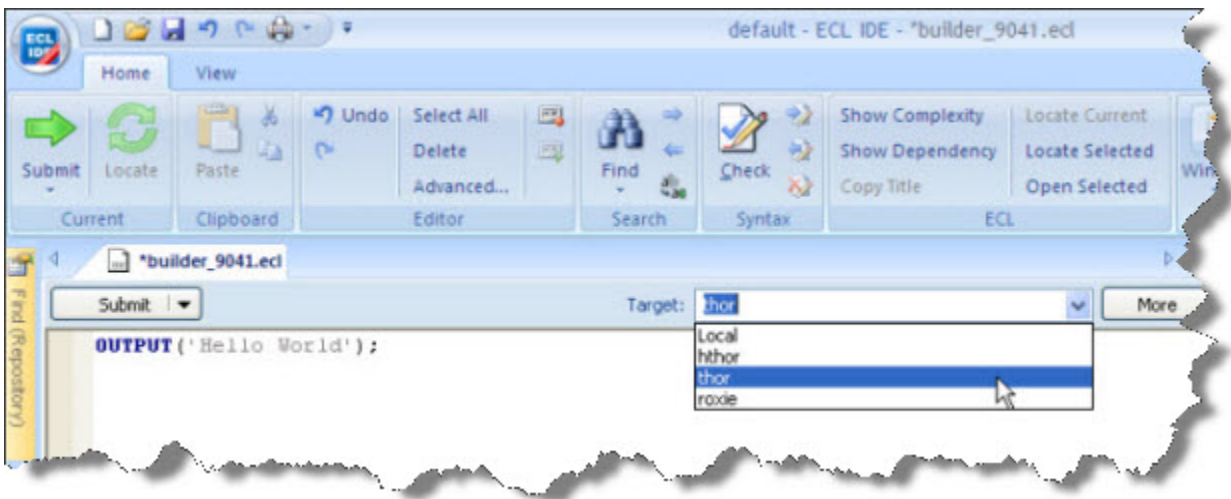 ECL IDE
default - ECL IDE - *builder_9041.ecl
Home View
Undo Select All Show Complexity Locate Current
Delete Show Dependency Locate Selected
Submit Locate Paste Advanced... Find Check Copy Title Open Selected
Current Clipboard Editor Search Syntax ECL
*builder_9041.ecl
Find (Repository)
Submit Target: thor More
OUTPUT('Hello World');
Local
hthor
thor
roxie